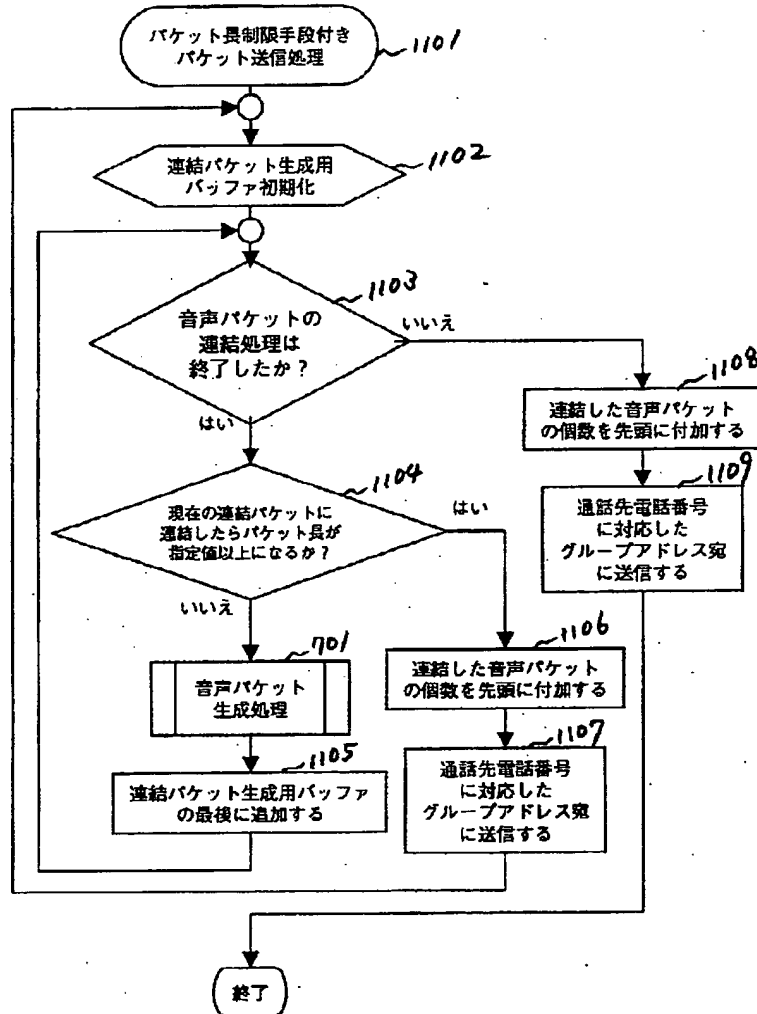 パケット長制限手段付き
パケット送信処理
1101
連結パケット生成用
バッファ初期化
1102
音声パケットの
連結処理は
終了したか？
1103
いいえ
はい
1108
連結した音声パケット
の個数を先頭に付加する
1109
通話先電話番号
に対応した
グループアドレス宛
に送信する
現在の連結パケットに
連結したらパケット長が
指定値以上になるか？
1104
はい
いいえ
701
音声パケット
生成処理
1106
連結した音声パケット
の個数を先頭に付加する
1105
連結パケット生成用バッファ
の最後に追加する
1107
通話先電話番号
に対応した
グループアドレス宛
に送信する
終了